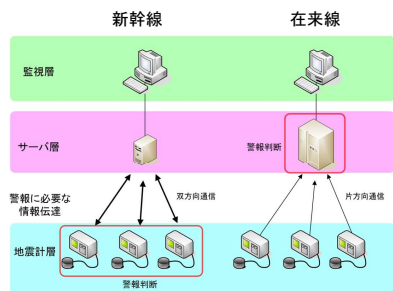 新幹線
在来線
監視層
サーバ層
警報判断
警報に必要な
情報伝達
双方向通信
片方向通信
地震計層
警報判断